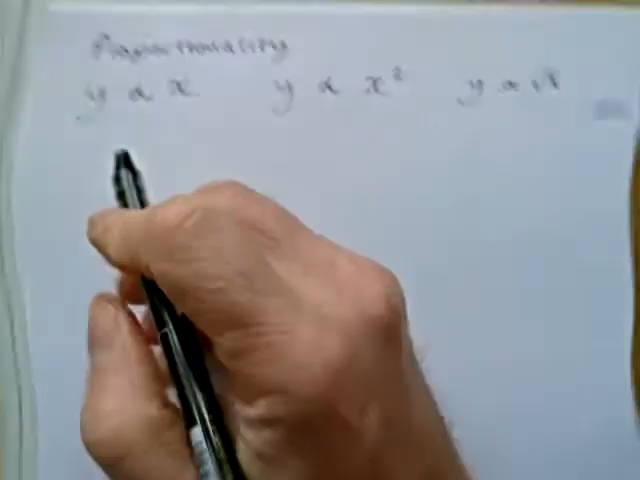 Proportionality
y ∝ x y ∝ x² y ∝ √x